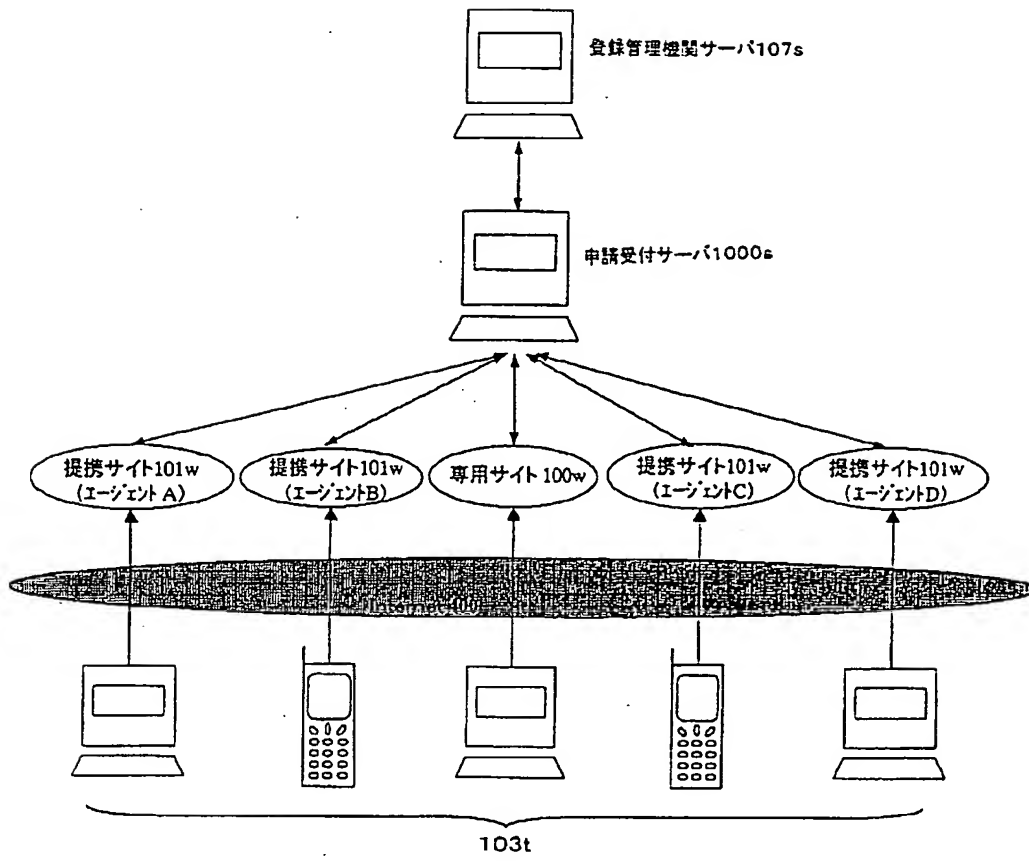 登録管理機関サーバ107s
申請受付サーバ1000s
提携サイト101w
(エージェントA)
提携サイト101w
(エージェントB)
専用サイト100w
提携サイト101w
(エージェントC)
提携サイト101w
(エージェントD)
Internet400
103t